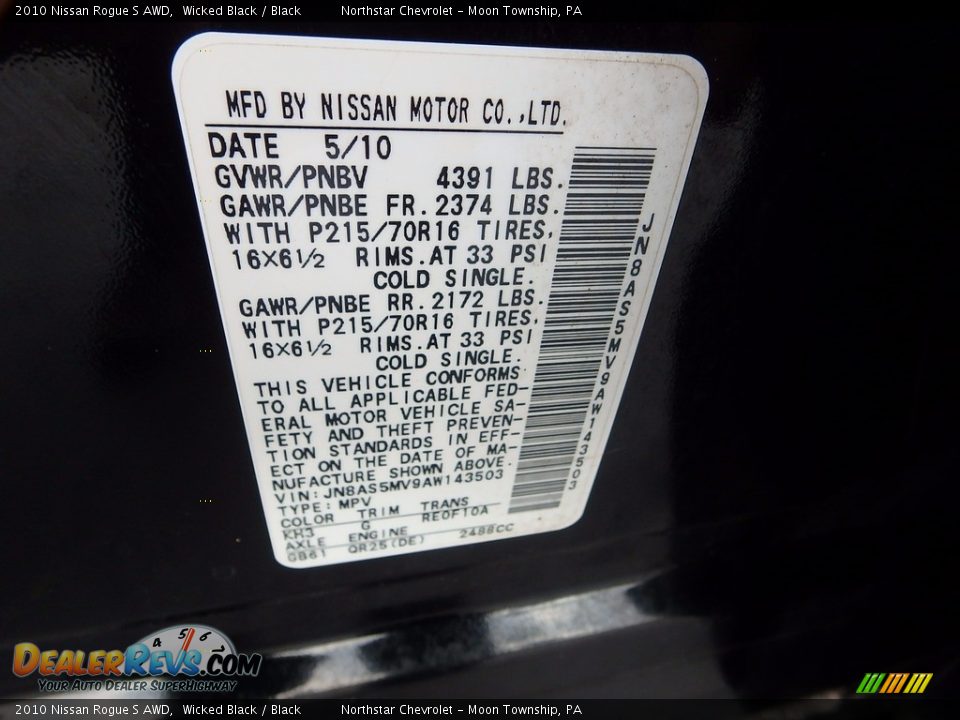 2010 Nissan Rogue S AWD, Wicked Black / Black Northstar Chevrolet - Moon Township, PA
MFD BY NISSAN MOTOR CO.,LTD.
DATE 5/10
GVWR/PNBV 4391 LBS.
GAWR/PNBE FR. 2374 LBS.
WITH P215/70R16 TIRES,
16X6½ RIMS.AT 33 PSI
COLD SINGLE.
GAWR/PNBE RR. 2172 LBS.
WITH P215/70R16 TIRES,
16X6½ RIMS.AT 33 PSI
COLD SINGLE.
THIS VEHICLE CONFORMS
TO ALL APPLICABLE FED-
ERAL MOTOR VEHICLE SA-
FETY AND THEFT PREVEN-
TION STANDARDS IN EFF-
ECT ON THE DATE OF MA-
NUFACTURE SHOWN ABOVE.
VIN: JN8AS5MV9AW143503
TYPE: MPV
COLOR TRIM TRANS
KH3 G RE0F10A
AXLE ENGINE
GB61 QR25(DE) 2488CC
JN8AS5MV9AW143503
4 5 6
DealerRevs.com
Your Auto Dealer SuperHighway
2010 Nissan Rogue S AWD, Wicked Black / Black Northstar Chevrolet - Moon Township, PA